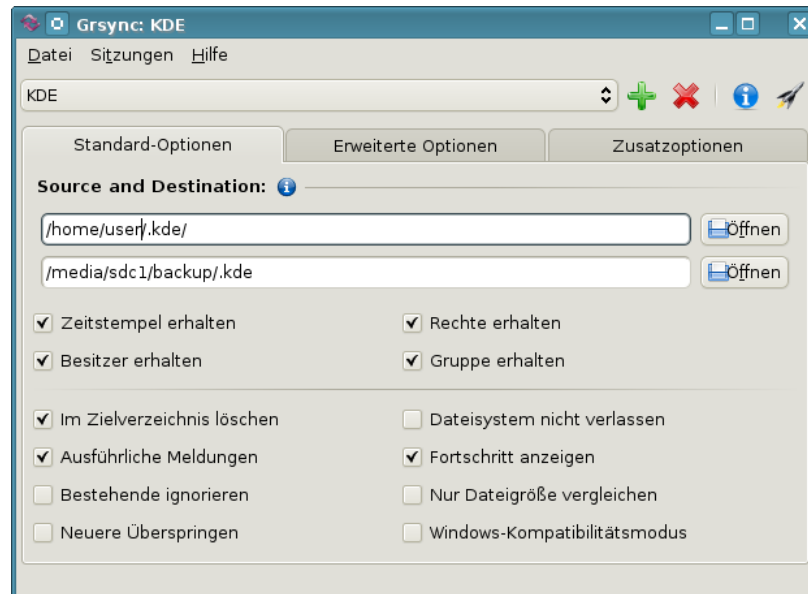 Grsync: KDE
Datei Sitzungen Hilfe
KDE
Standard-Optionen Erweiterte Optionen Zusatzoptionen
Source and Destination:
/home/user/.kde/ Öffnen
/media/sdc1/backup/.kde Öffnen
Zeitstempel erhalten Rechte erhalten
Besitzer erhalten Gruppe erhalten
Im Zielverzeichnis löschen Dateisystem nicht verlassen
Ausführliche Meldungen Fortschritt anzeigen
Bestehende ignorieren Nur Dateigröße vergleichen
Neuere Überspringen Windows-Kompatibilitätsmodus